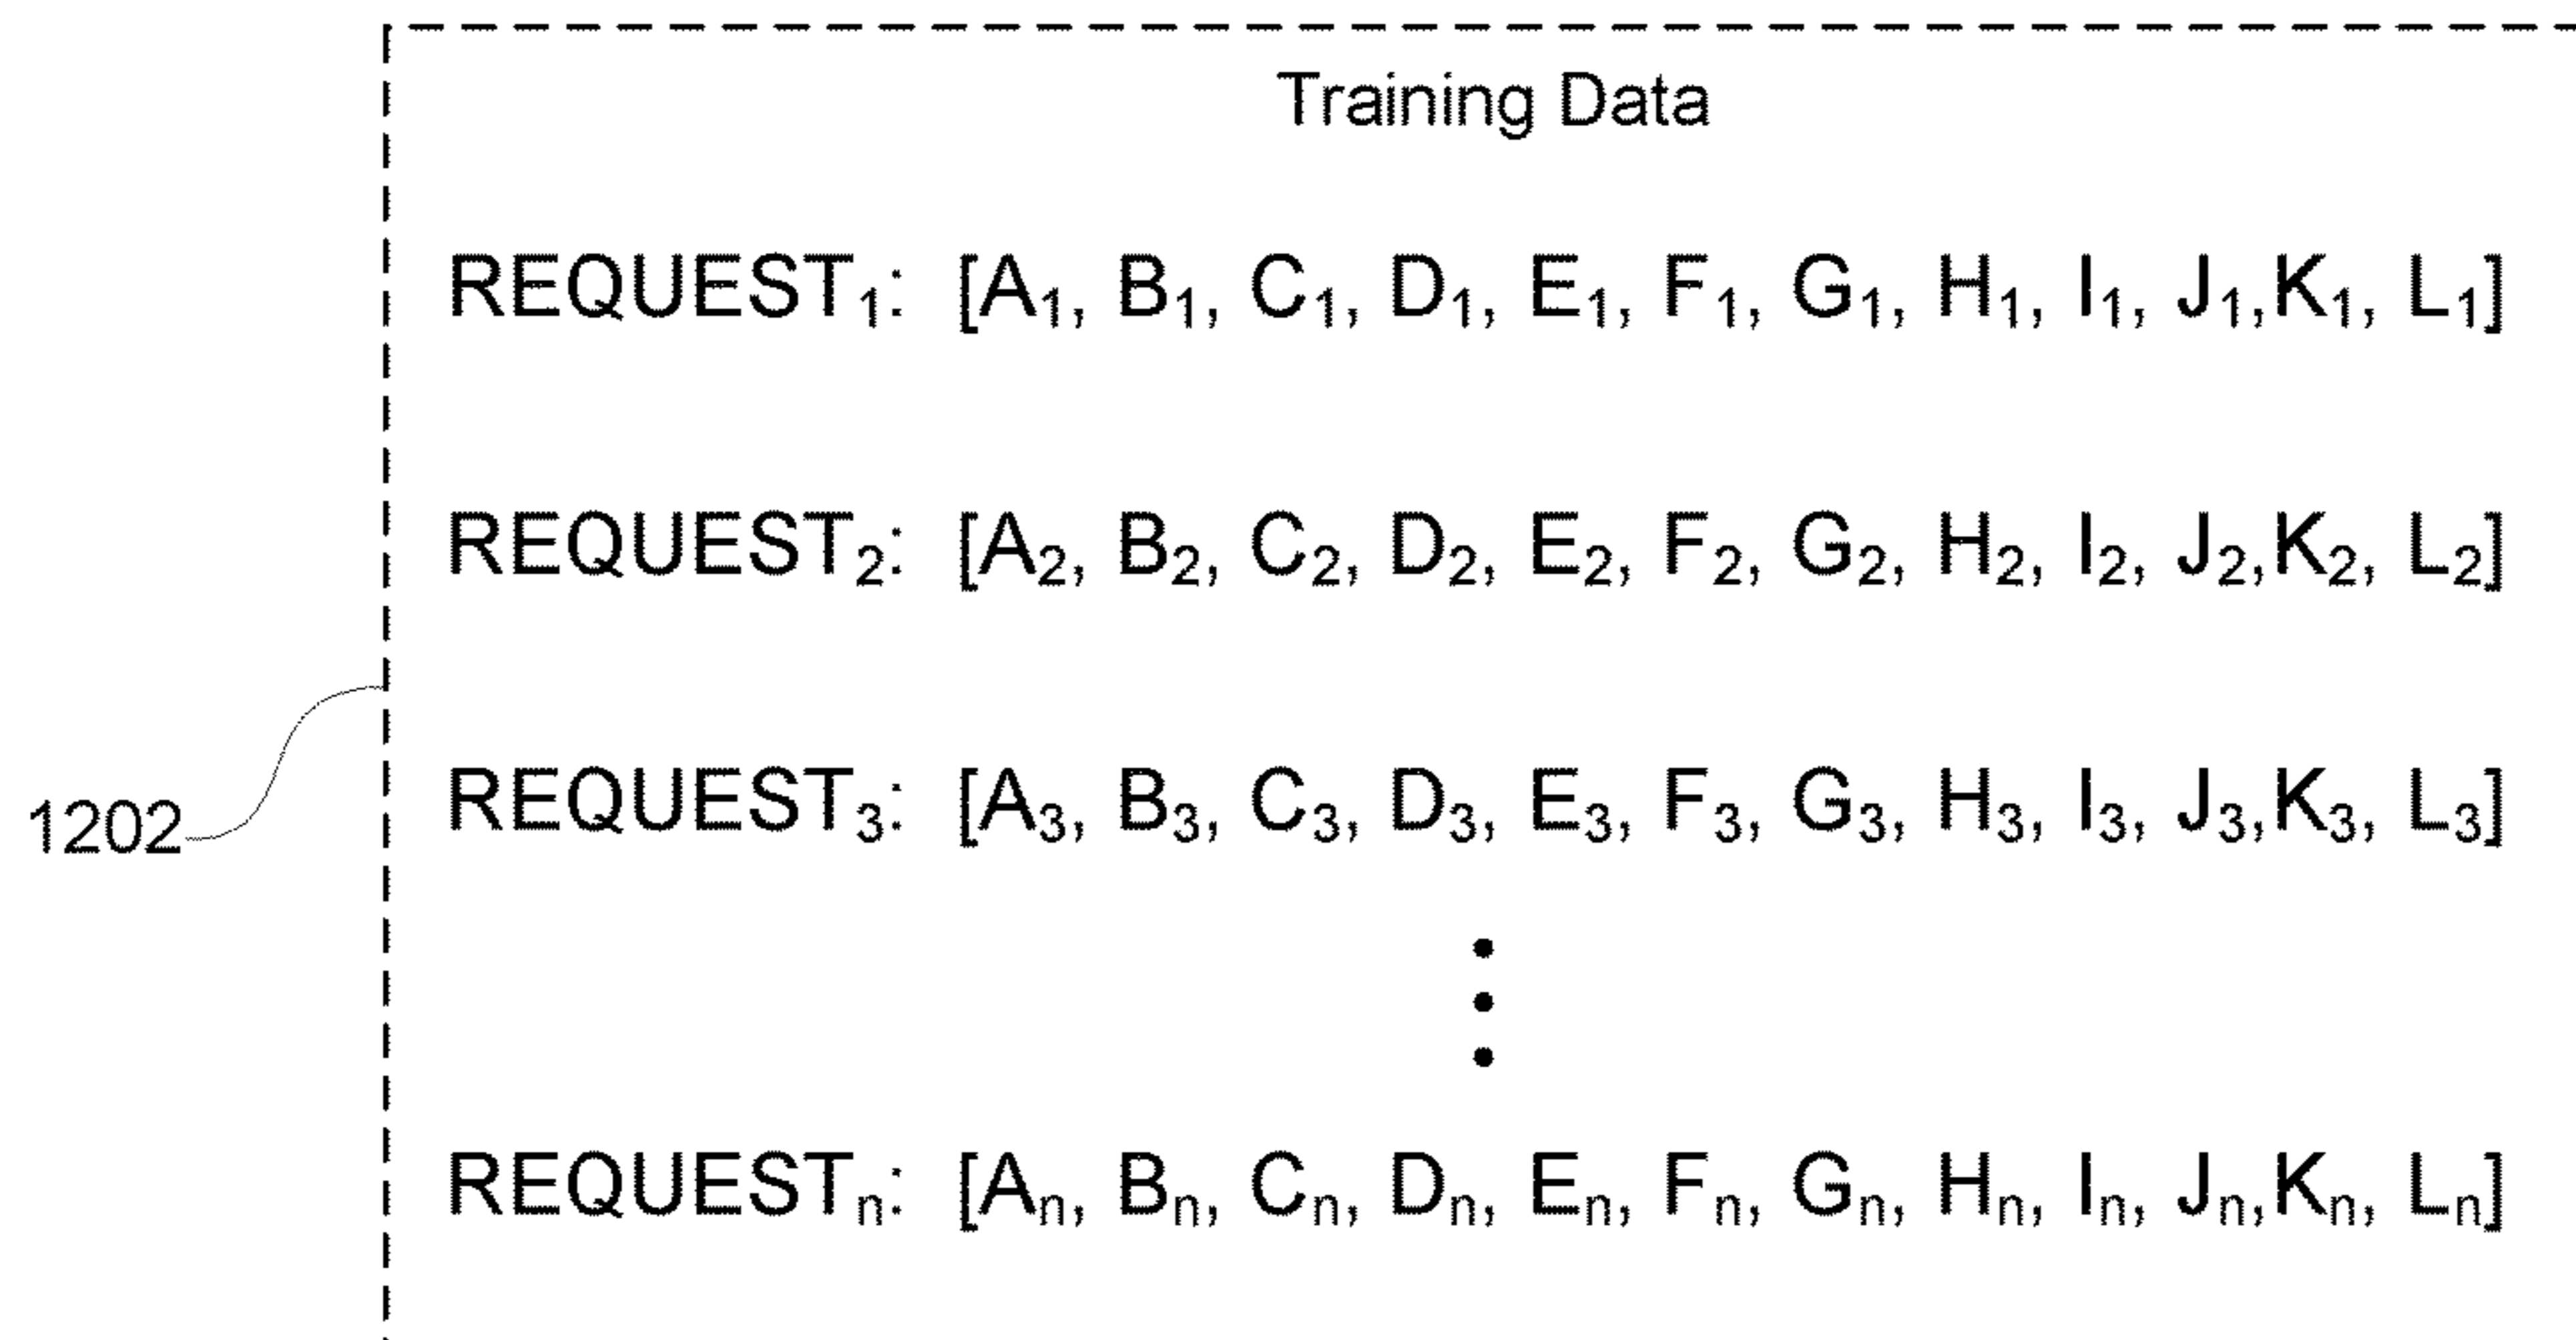 Training Data
REQUEST₁: [A₁, B₁, C₁, D₁, E₁, F₁, G₁, H₁, I₁, J₁,K₁, L₁]
REQUEST₂: [A₂, B₂, C₂, D₂, E₂, F₂, G₂, H₂, I₂, J₂,K₂, L₂]
REQUEST₃: [A₃, B₃, C₃, D₃, E₃, F₃, G₃, H₃, I₃, J₃,K₃, L₃]
1202
REQUESTₙ: [Aₙ, Bₙ, Cₙ, Dₙ, Eₙ, Fₙ, Gₙ, Hₙ, Iₙ, Jₙ,Kₙ, Lₙ]